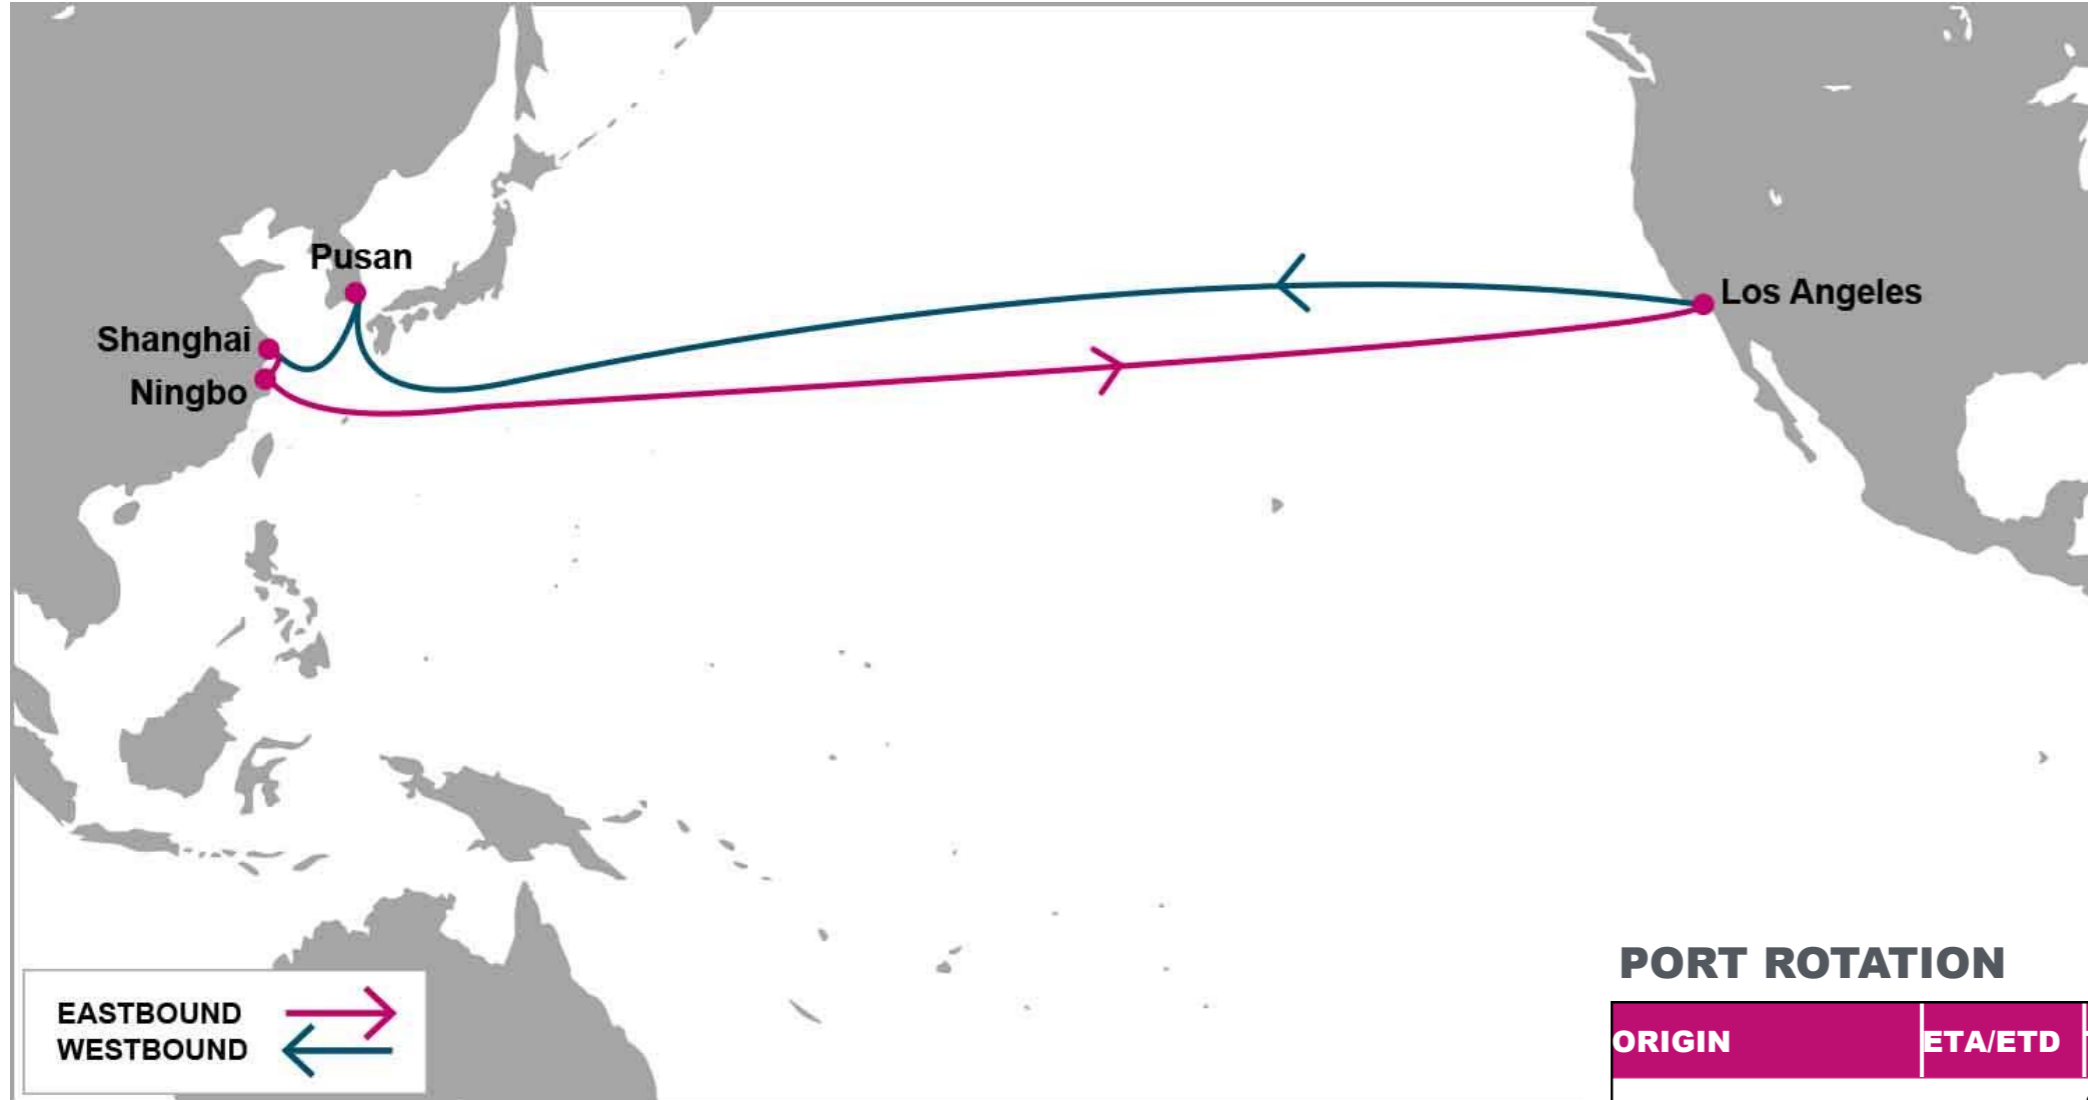 Pusan
Shanghai
Ningbo
Los Angeles
EASTBOUND
WESTBOUND
PORT ROTATION
ORIGIN
ETA/ETD